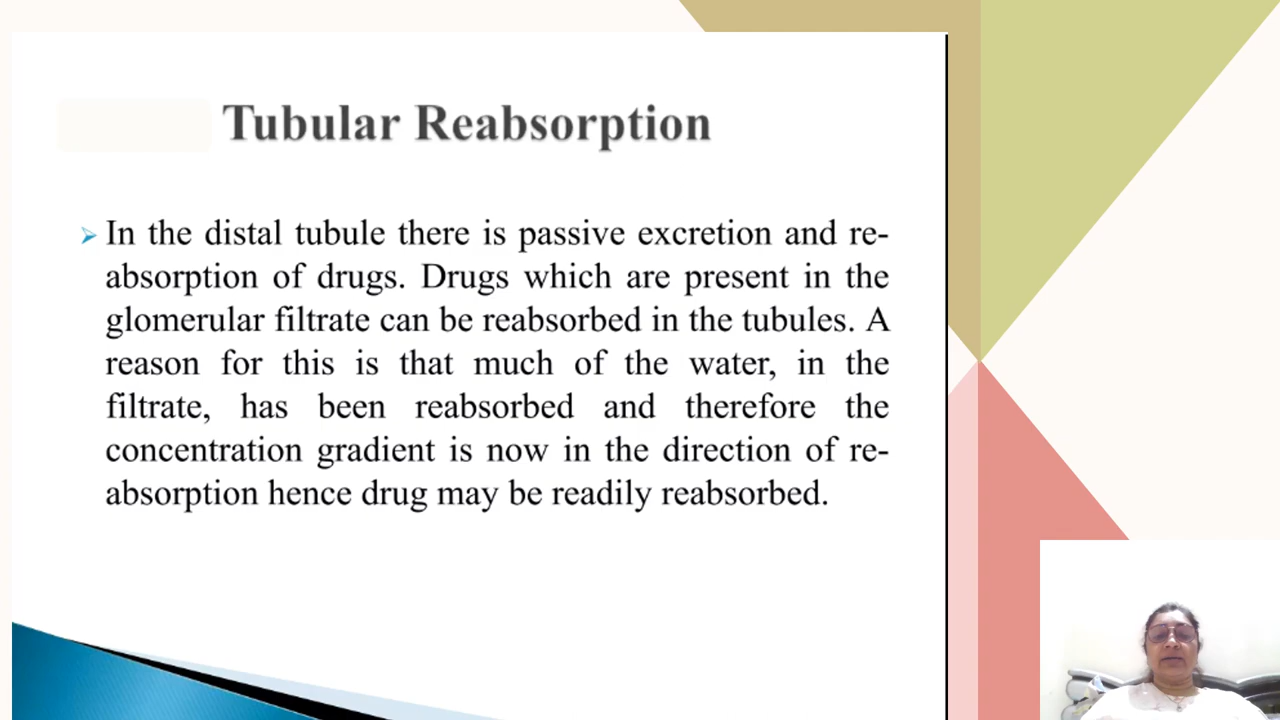 Tubular Reabsorption
In the distal tubule there is passive excretion and re-
absorption of drugs. Drugs which are present in the
glomerular filtrate can be reabsorbed in the tubules. A
reason for this is that much of the water, in the
filtrate, has been reabsorbed and therefore the
concentration gradient is now in the direction of re-
absorption hence drug may be readily reabsorbed.